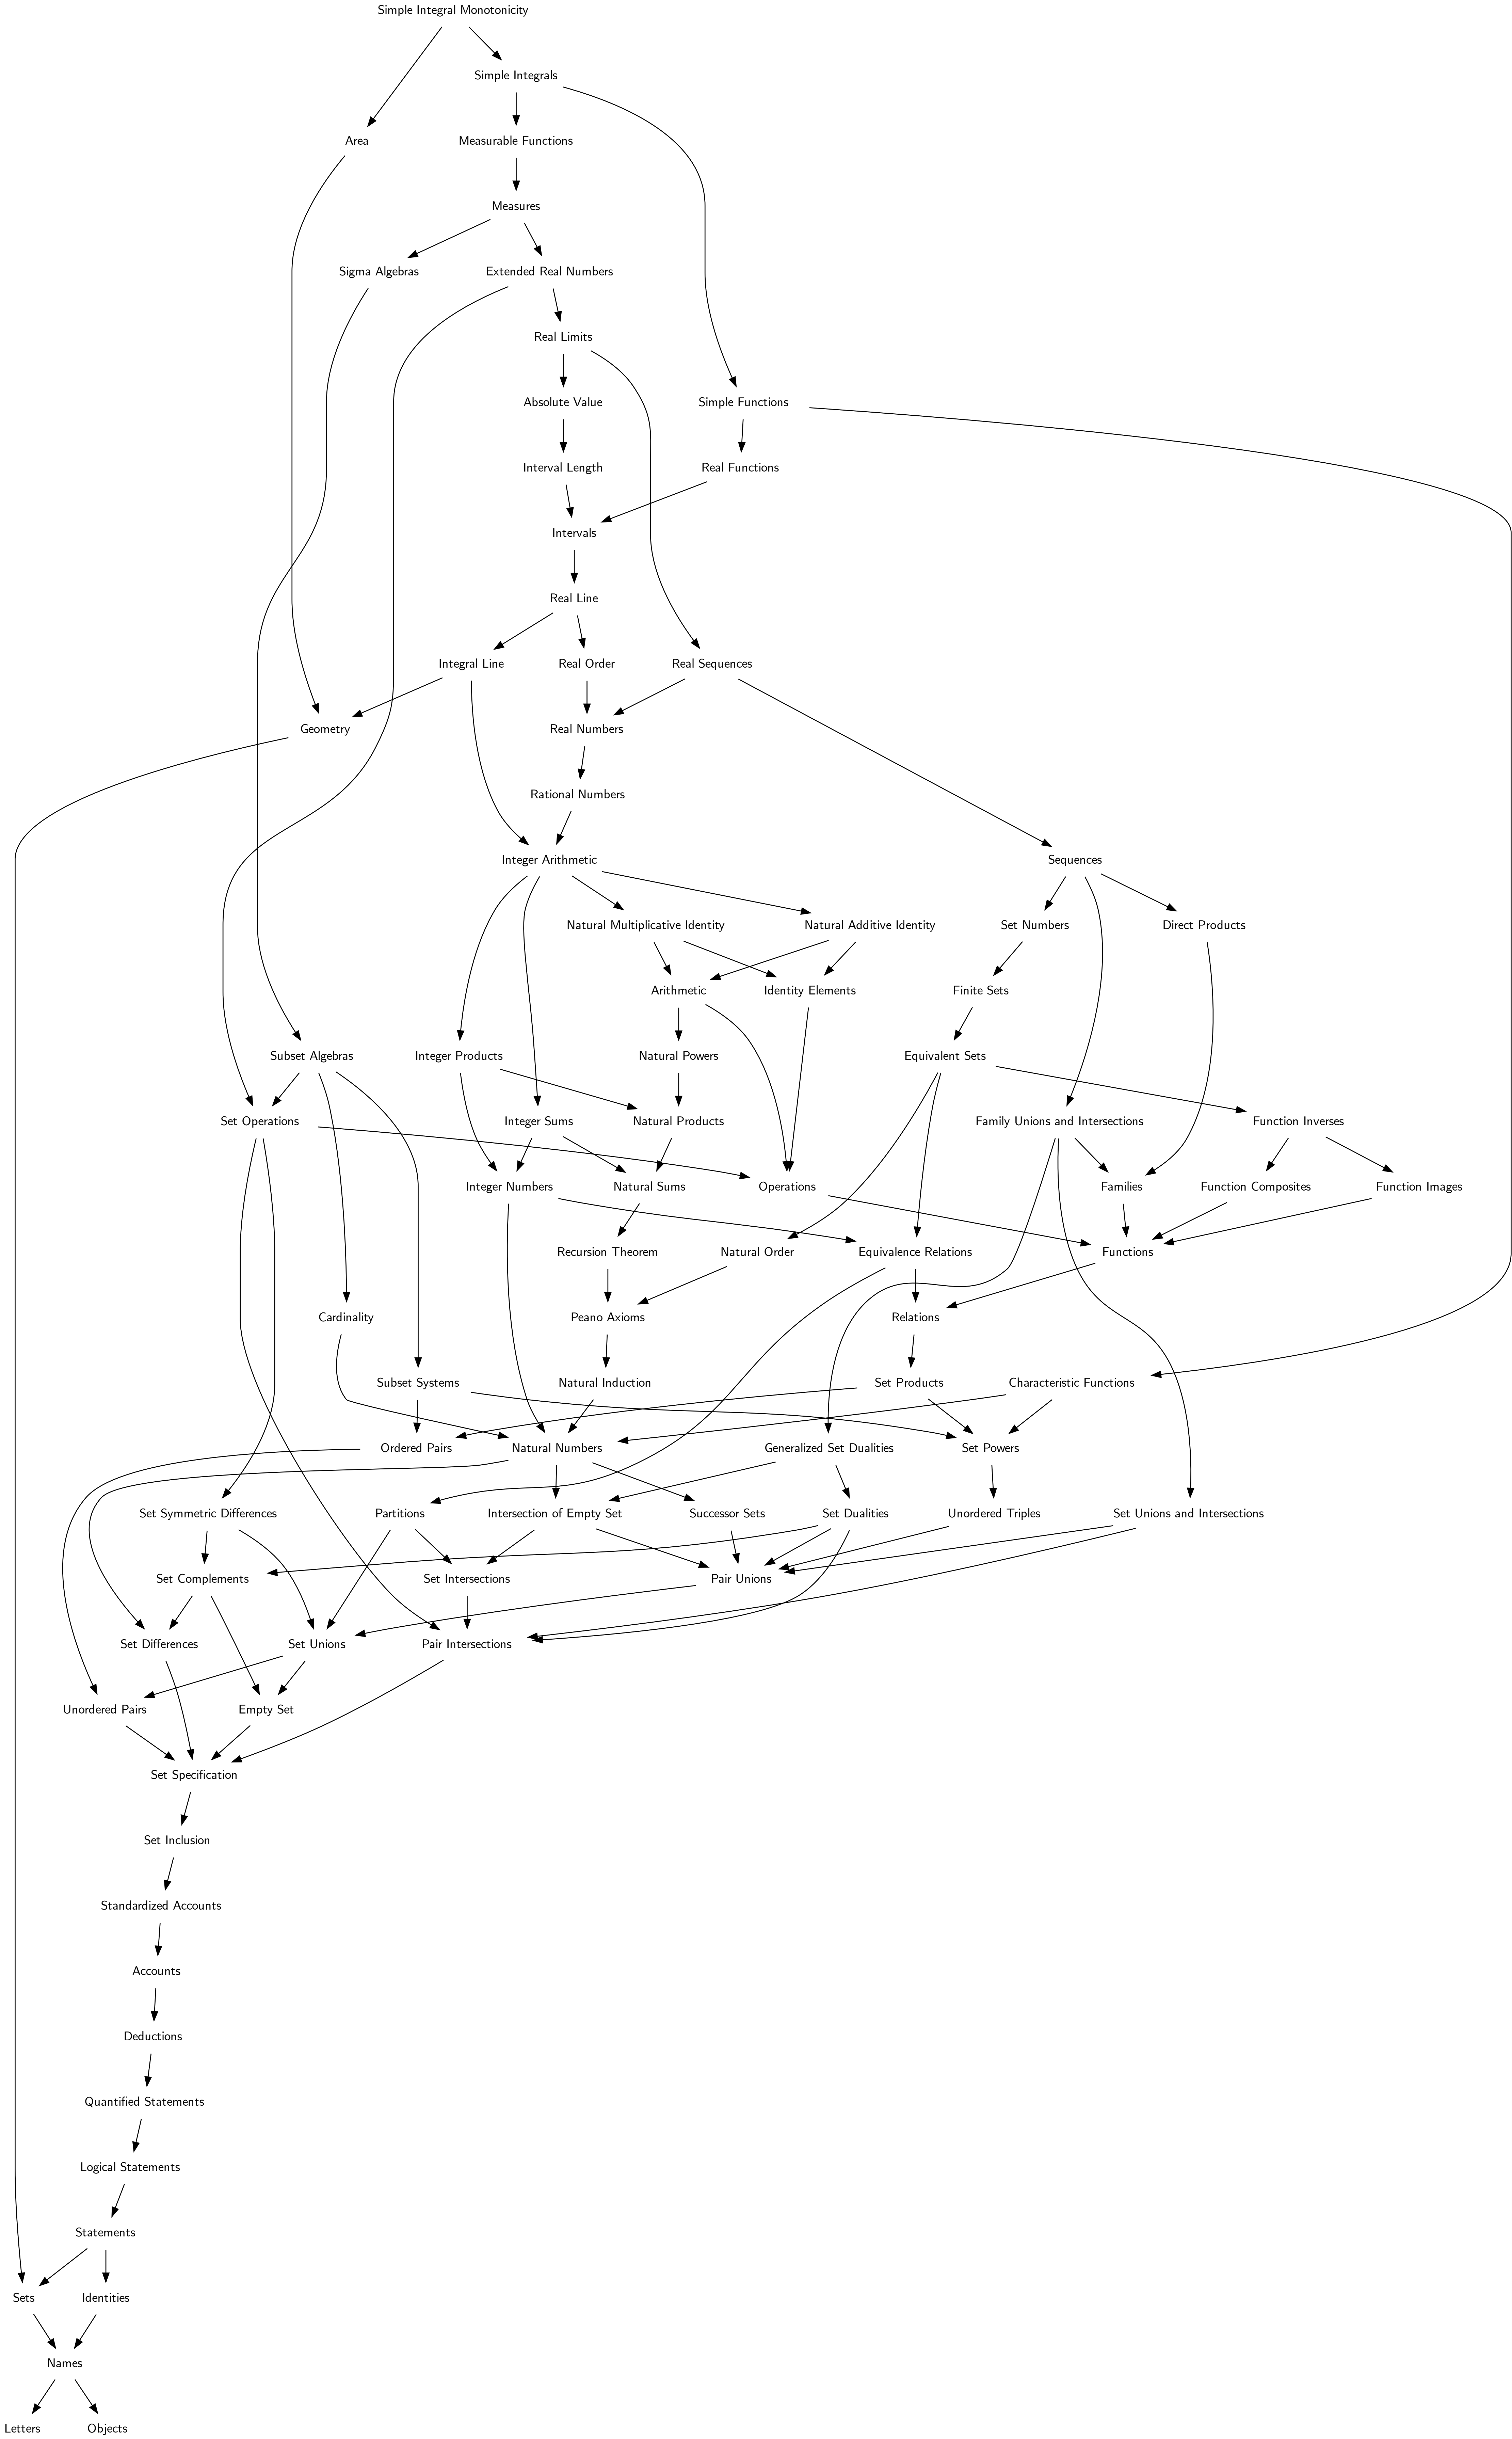 Simple Integral Monotonicity
Simple Integrals
Area
Measurable Functions
Measures
Sigma Algebras
Extended Real Numbers
Real Limits
Absolute Value
Simple Functions
Interval Length
Real Functions
Intervals
Real Line
Integral Line
Real Order
Real Sequences
Geometry
Real Numbers
Rational Numbers
Integer Arithmetic
Sequences
Natural Multiplicative Identity
Natural Additive Identity
Set Numbers
Direct Products
Arithmetic
Identity Elements
Finite Sets
Subset Algebras
Integer Products
Natural Powers
Equivalent Sets
Set Operations
Integer Sums
Natural Products
Family Unions and Intersections
Function Inverses
Integer Numbers
Natural Sums
Operations
Families
Function Composites
Function Images
Recursion Theorem
Natural Order
Equivalence Relations
Functions
Cardinality
Peano Axioms
Relations
Subset Systems
Natural Induction
Set Products
Characteristic Functions
Ordered Pairs
Natural Numbers
Generalized Set Dualities
Set Powers
Set Symmetric Differences
Partitions
Intersection of Empty Set
Successor Sets
Set Dualities
Unordered Triples
Set Unions and Intersections
Set Complements
Set Intersections
Pair Unions
Set Differences
Set Unions
Pair Intersections
Unordered Pairs
Empty Set
Set Specification
Set Inclusion
Standardized Accounts
Accounts
Deductions
Quantified Statements
Logical Statements
Statements
Sets
Identities
Names
Letters
Objects